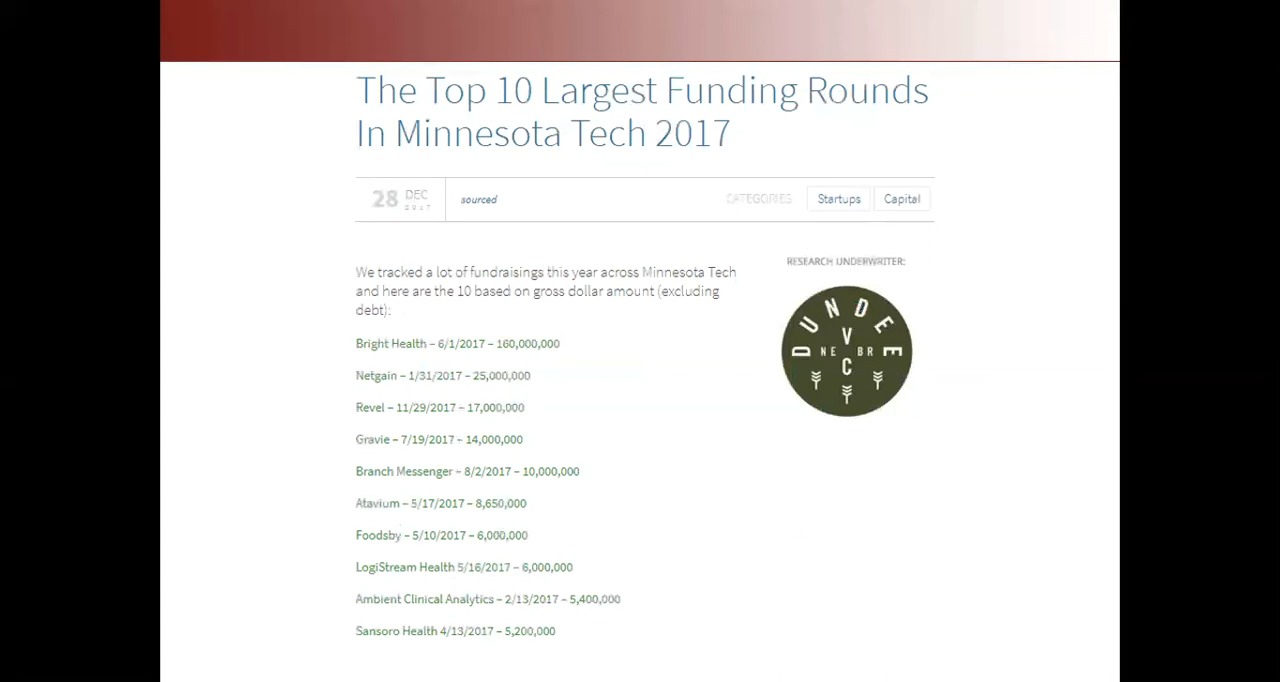 The Top 10 Largest Funding Rounds
In Minnesota Tech 2017
28 DEC 2017 sourced CATEGORIES Startups Capital
We tracked a lot of fundraisings this year across Minnesota Tech
and here are the 10 based on gross dollar amount (excluding
debt):
RESEARCH UNDERWRITER:
DUNDEE
VC
NE BR
Bright Health – 6/1/2017 – 160,000,000
Netgain – 1/31/2017 – 25,000,000
Revel – 11/29/2017 – 17,000,000
Gravie – 7/19/2017 – 14,000,000
Branch Messenger – 8/2/2017 – 10,000,000
Atavium – 5/17/2017 – 8,650,000
Foodsby – 5/10/2017 – 6,000,000
LogiStream Health 5/16/2017 – 6,000,000
Ambient Clinical Analytics – 2/13/2017 – 5,400,000
Sansoro Health 4/13/2017 – 5,200,000